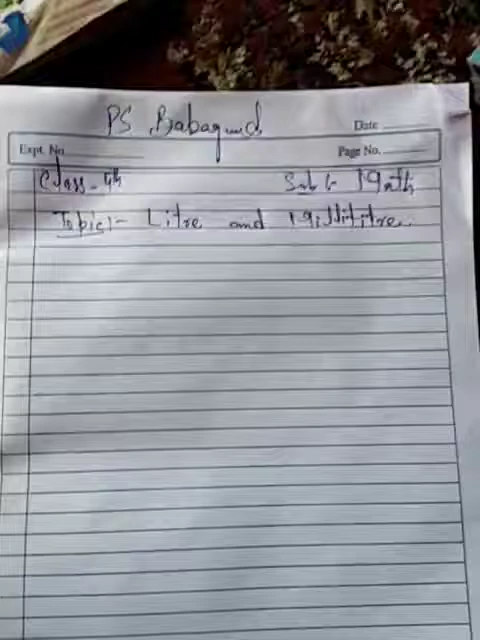 PS Babagund
Date
Expt. No.
Page No.
Class - 4th Sub :- Math
Topic :- Litre and Millilitre.